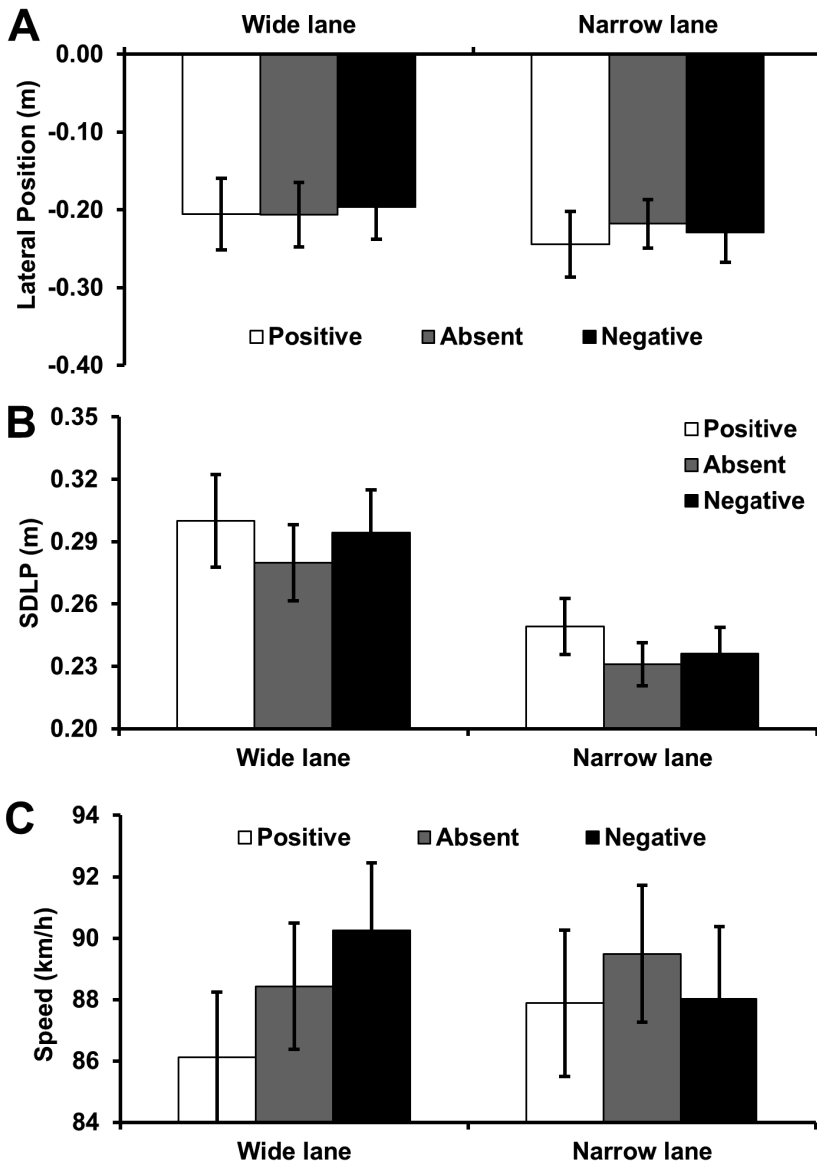 A
Wide lane Narrow lane
0.00
-0.10
-0.20
-0.30
-0.40
Lateral Position (m)
Positive Absent Negative
B
0.35
0.32
0.29
0.26
0.23
0.20
SDLP (m)
Positive
Absent
Negative
Wide lane Narrow lane
C
94
92
90
88
86
84
Speed (km/h)
Positive Absent Negative
Wide lane Narrow lane